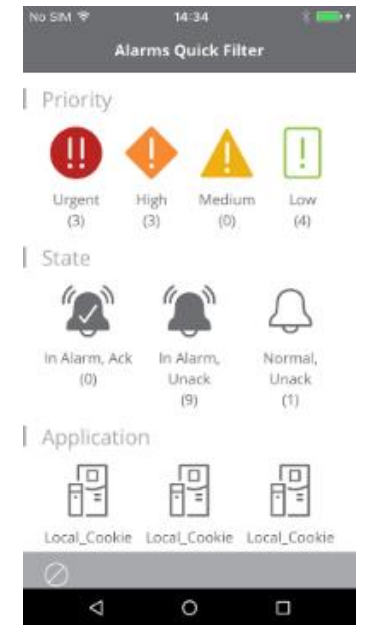 No SIM 14:34
Alarms Quick Filter
Priority
Urgent High Medium Low
(3) (3) (0) (4)
State
In Alarm, Ack In Alarm, Normal,
(0) Unack Unack
(9) (1)
Application
Local_Cookie Local_Cookie Local_Cookie